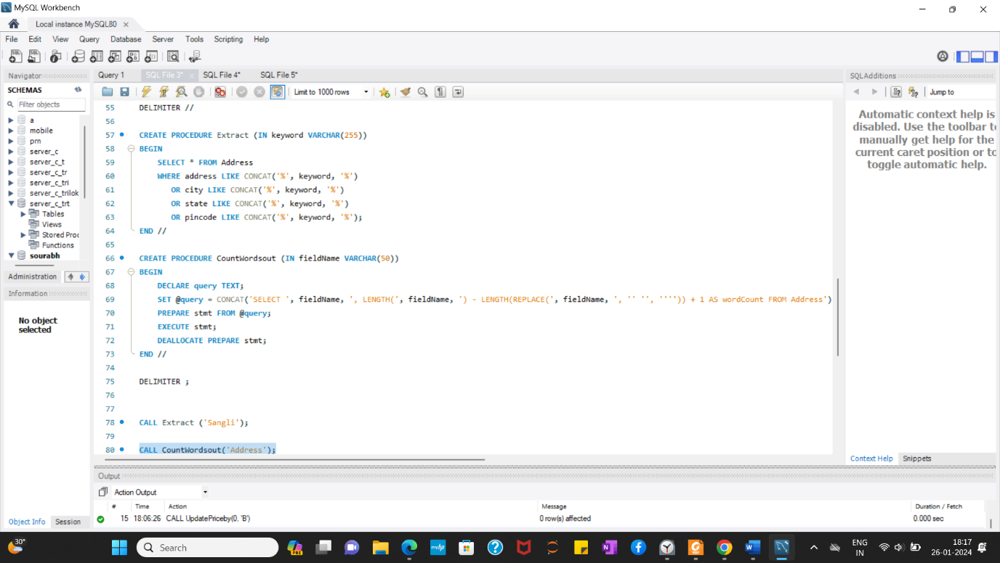 MySQL Workbench
Local instance MySQL80
File Edit View Query Database Server Tools Scripting Help
Navigator
SCHEMAS
Filter objects
a
mobile
prn
server_c
server_c_t
server_c_tr
server_c_tri
server_c_trilok
server_c_trt
Tables
Views
Stored Proc
Functions
sourabh
Administration
Information
No object
selected
Object Info Session
Query 1 SQL File 3* SQL File 4* SQL File 5*
Limit to 1000 rows
55 DELIMITER //
56
57 CREATE PROCEDURE Extract (IN keyword VARCHAR(255))
58 BEGIN
59 SELECT * FROM Address
60 WHERE address LIKE CONCAT('%', keyword, '%')
61 OR city LIKE CONCAT('%', keyword, '%')
62 OR state LIKE CONCAT('%', keyword, '%')
63 OR pincode LIKE CONCAT('%', keyword, '%');
64 END //
65
66 CREATE PROCEDURE CountWordsout (IN fieldName VARCHAR(50))
67 BEGIN
68 DECLARE query TEXT;
69 SET @query = CONCAT('SELECT ', fieldName, ', LENGTH(', fieldName, ') - LENGTH(REPLACE(', fieldName, ', '' '', '''')) + 1 AS wordCount FROM Address')
70 PREPARE stmt FROM @query;
71 EXECUTE stmt;
72 DEALLOCATE PREPARE stmt;
73 END //
74
75 DELIMITER ;
76
77
78 CALL Extract ('Sangli');
79
80 CALL CountWordsout('Address');
SQLAdditions
Jump to
Automatic context help is
disabled. Use the toolbar to
manually get help for the
current caret position or to
toggle automatic help.
Context Help Snippets
Output
Action Output
# Time Action Message Duration / Fetch
15 18:06:26 CALL UpdatePriceby(0, 'B') 0 row(s) affected 0.000 sec
30°
Search
PRE
myhp
ENG
IN
18:17
26-01-2024